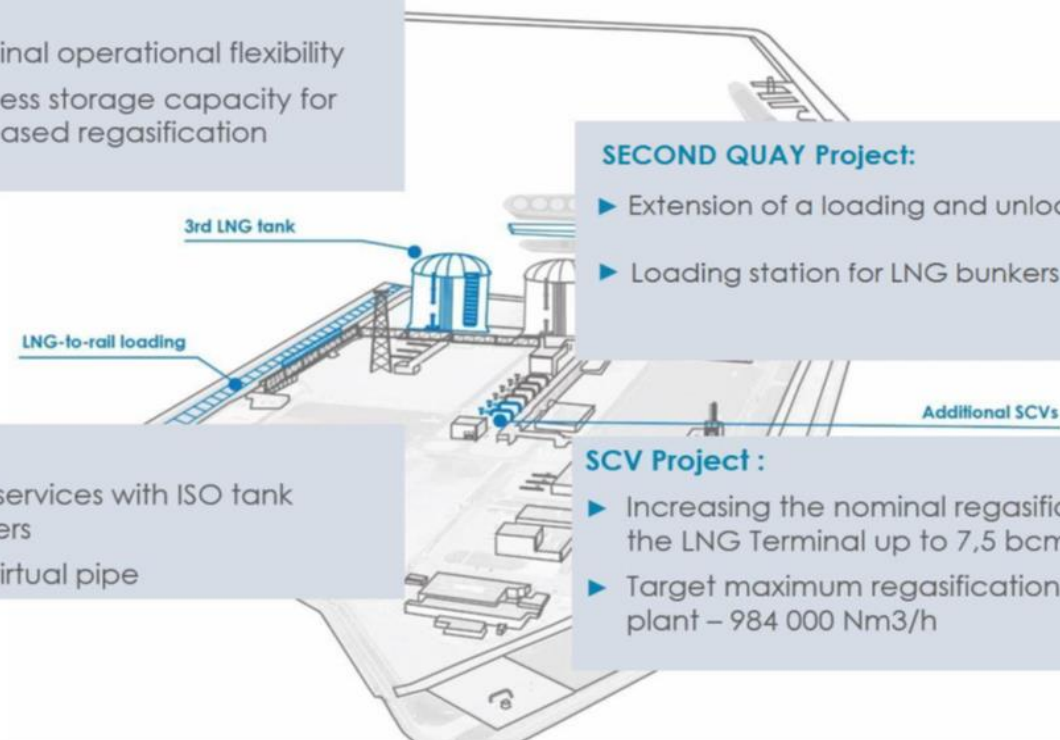 inal operational flexibility
ess storage capacity for
ased regasification
SECOND QUAY Project:
► Extension of a loading and unloa
► Loading station for LNG bunkers
3rd LNG tank
LNG-to-rail loading
Additional SCVs
services with ISO tank
ers
irtual pipe
SCV Project :
► Increasing the nominal regasific
the LNG Terminal up to 7,5 bcm
► Target maximum regasification
plant – 984 000 Nm3/h